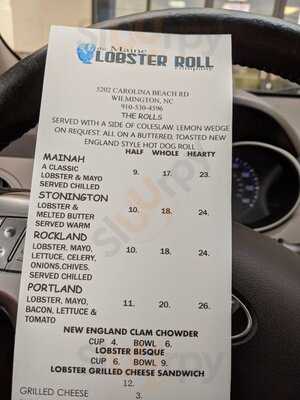 the Maine
LOBSTER ROLL
company
5202 CAROLINA BEACH RD
WILMINGTON, NC
910-530-4596
THE ROLLS
SERVED WITH A SIDE OF COLESLAW, LEMON WEDGE
ON REQUEST. ALL ON A BUTTERED, TOASTED NEW
ENGLAND STYLE HOT DOG ROLL
HALF WHOLE HEARTY
MAINAH
A CLASSIC 9. 17. 23.
LOBSTER & MAYO
SERVED CHILLED
STONINGTON
LOBSTER & 10. 18. 24.
MELTED BUTTER
SERVED WARM
ROCKLAND
LOBSTER, MAYO, 10. 18. 24.
LETTUCE, CELERY,
ONIONS.CHIVES.
SERVED CHILLED
PORTLAND
LOBSTER, MAYO, 11. 20. 26.
BACON, LETTUCE &
TOMATO
NEW ENGLAND CLAM CHOWDER
CUP 4. BOWL 6.
LOBSTER BISQUE
CUP 6. BOWL 9.
LOBSTER GRILLED CHEESE SANDWICH
12.
GRILLED CHEESE 3.